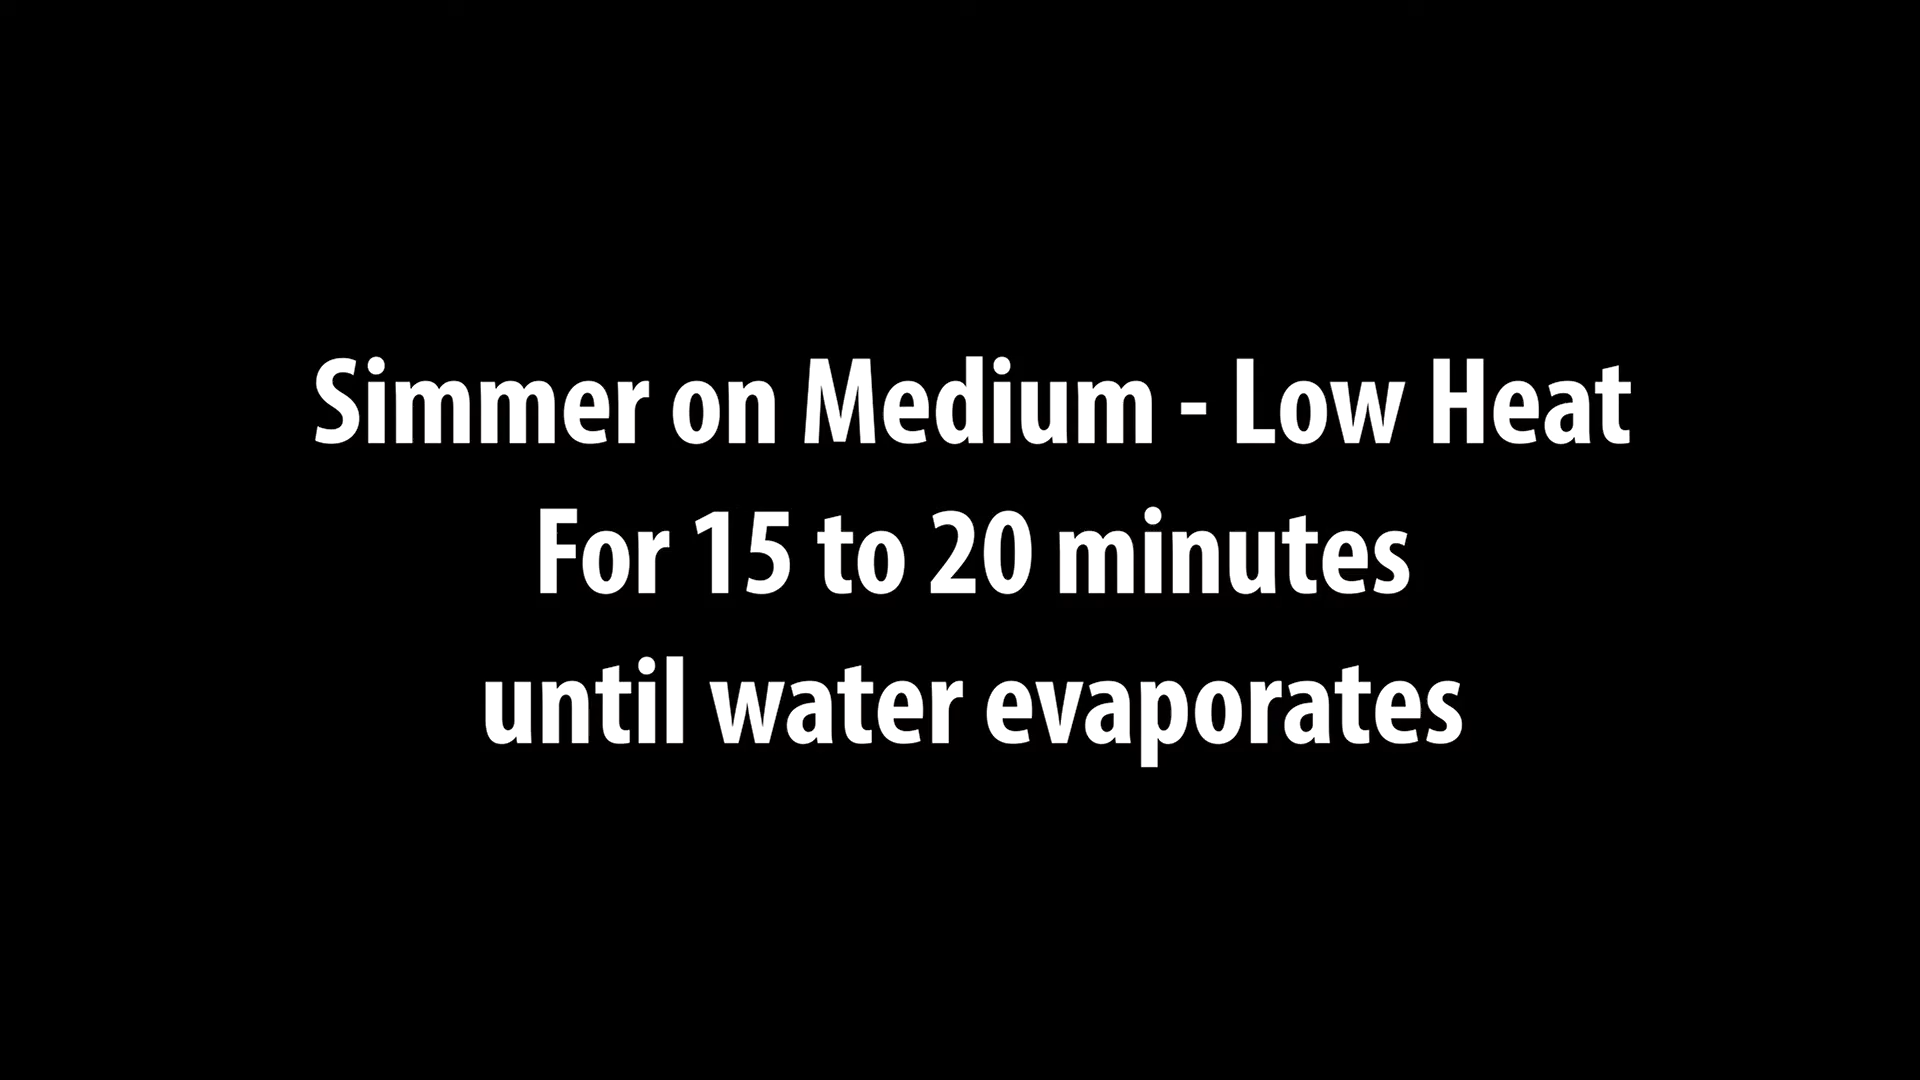 Simmer on Medium - Low Heat
For 15 to 20 minutes
until water evaporates